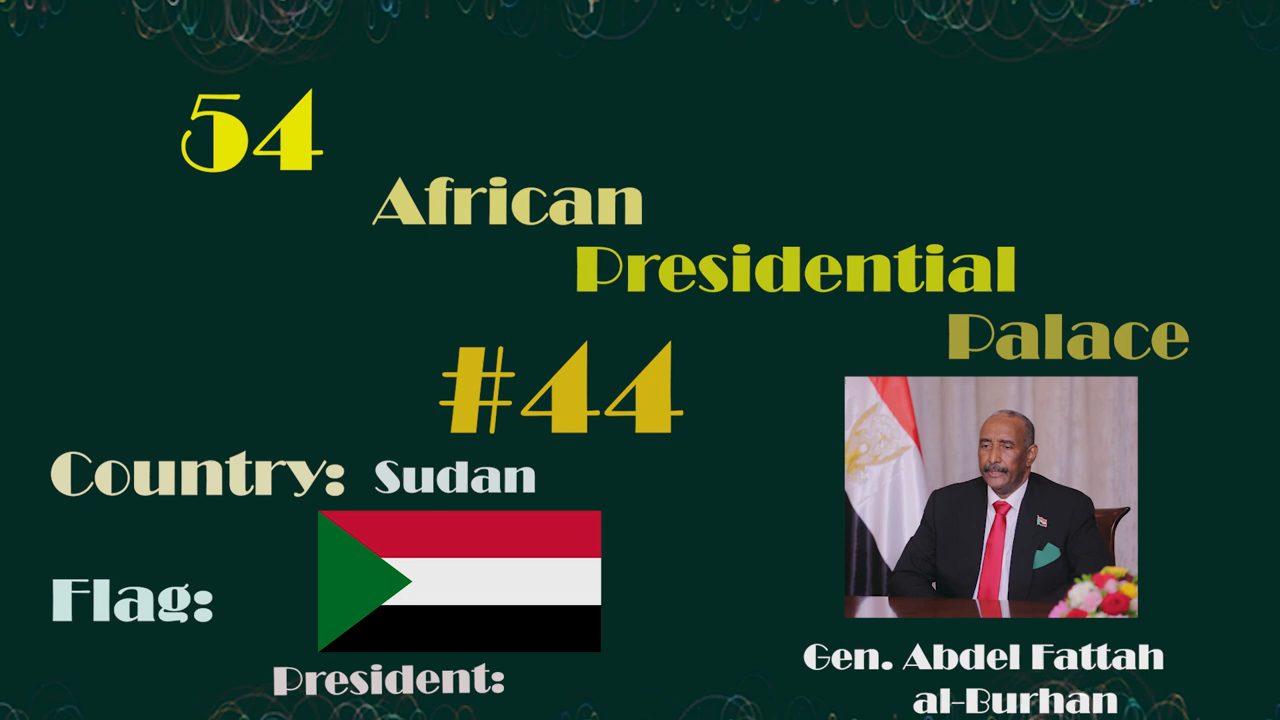 54
African
Presidential
Palace
#44
Country: Sudan
Flag:
President:
Gen. Abdel Fattah
al-Burhan